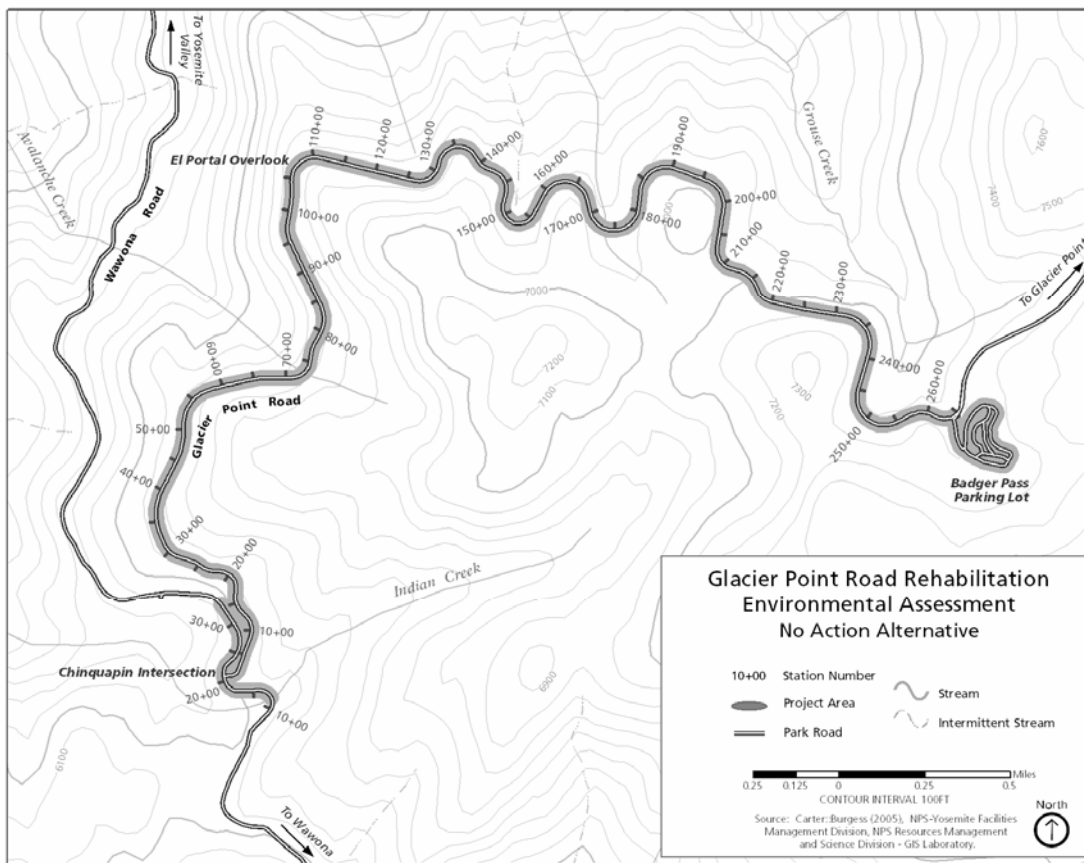 To Yosemite
Valley
Avalanche Creek
Wawona Road
El Portal Overlook
110+00
120+00
130+00
140+00
150+00
160+00
170+00
180+00
190+00
200+00
210+00
220+00
230+00
240+00
250+00
260+00
100+00
90+00
80+00
70+00
60+00
50+00
40+00
30+00
20+00
10+00
30+00
20+00
10+00
Glacier Point Road
Grouse Creek
7600
7500
7400
To Glacier Point
7000
7200
7100
7300
7200
Badger Pass
Parking Lot
Indian Creek
Chinquapin Intersection
6900
6100
To Wawona
Glacier Point Road Rehabilitation
Environmental Assessment
No Action Alternative
10+00 Station Number
Project Area
Park Road
Stream
Intermittent Stream
Miles
0.25 0.125 0 0.25 0.5
CONTOUR INTERVAL 100FT
North
Source: Carter::Burgess (2005), NPS-Yosemite Facilities
Management Division, NPS Resources Management
and Science Division - GIS Laboratory.